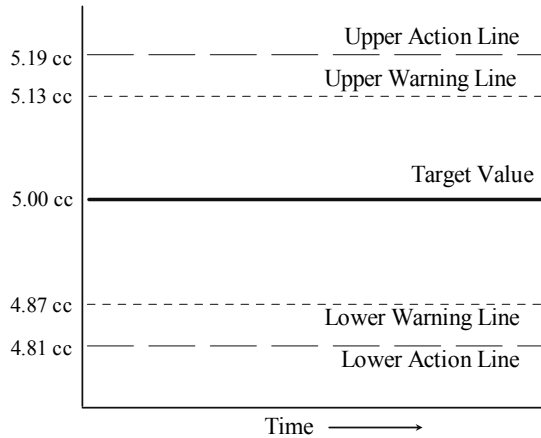 Upper Action Line
5.19 cc
Upper Warning Line
5.13 cc
Target Value
5.00 cc
4.87 cc
Lower Warning Line
4.81 cc
Lower Action Line
Time